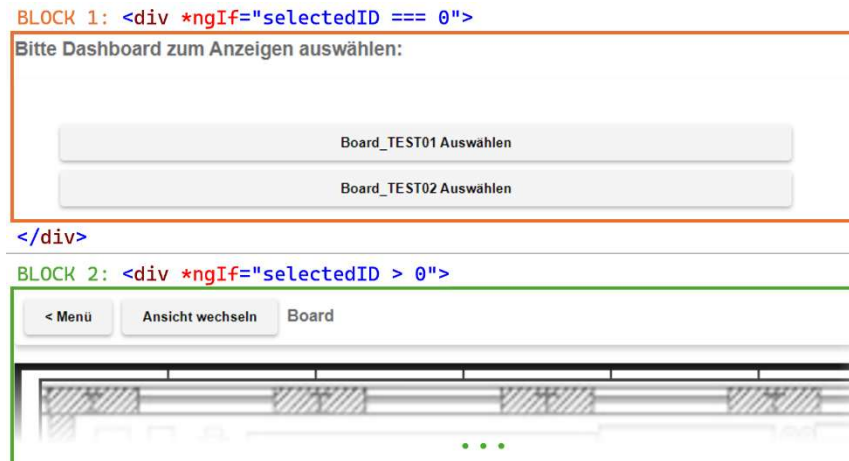 BLOCK 1: <div *ngIf="selectedID === 0">
Bitte Dashboard zum Anzeigen auswählen:
Board_TEST01 Auswählen
Board_TEST02 Auswählen
</div>
BLOCK 2: <div *ngIf="selectedID > 0">
< Menü Ansicht wechseln Board
...